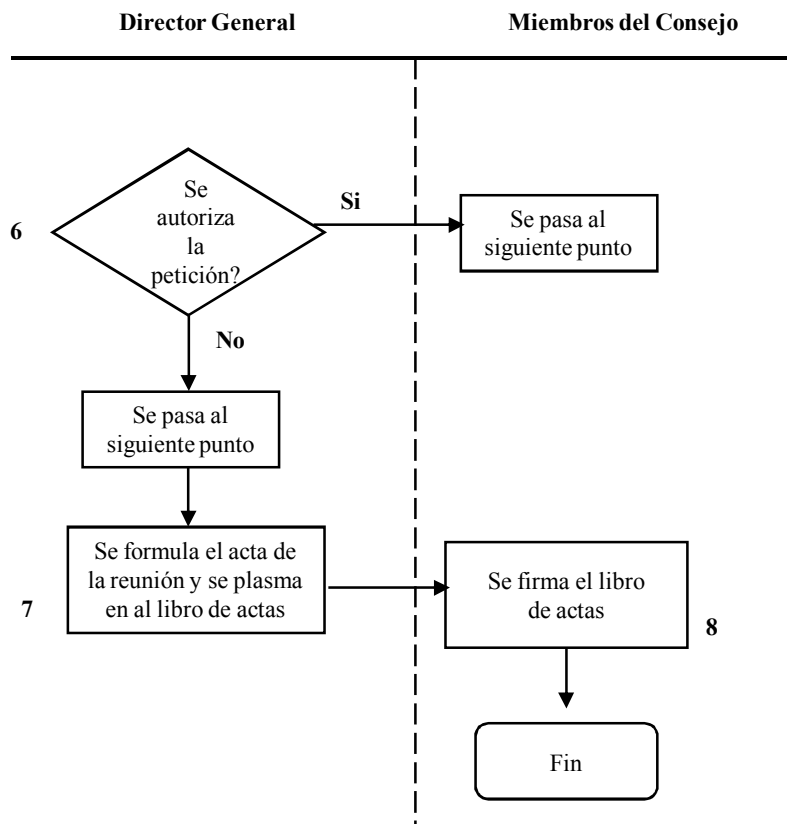 Director General
Miembros del Consejo
Se
autoriza
la
petición?
6
Si
Se pasa al
siguiente punto
No
Se pasa al
siguiente punto
Se formula el acta de
la reunión y se plasma
en al libro de actas
7
Se firma el libro
de actas
8
Fin